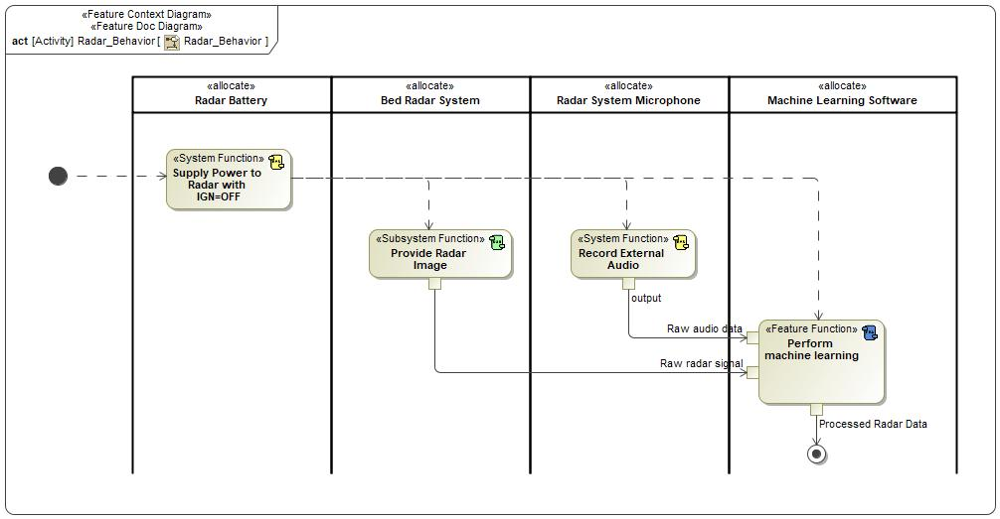 «Feature Context Diagram»
«Feature Doc Diagram»
act [Activity] Radar_Behavior[ Radar_Behavior ]
«allocate»
Radar Battery
«allocate»
Bed Radar System
«allocate»
Radar System Microphone
«allocate»
Machine Learning Software
«System Function»
Supply Power to
Radar with
IGN=OFF
«Subsystem Function»
Provide Radar
Image
«System Function»
Record External
Audio
output
Raw audio data
Raw radar signal
«Feature Function»
Perform
machine learning
Processed Radar Data